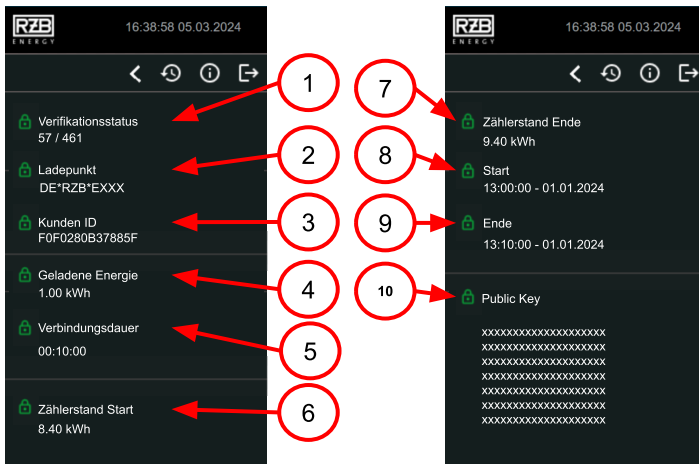 RZB
ENERGY
16:38:58 05.03.2024
Verifikationsstatus
57 / 461
Ladepunkt
DE*RZB*EXXX
Kunden ID
F0F0280B37885F
Geladene Energie
1.00 kWh
Verbindungsdauer
00:10:00
Zählerstand Start
8.40 kWh
1
2
3
4
5
6
7
8
9
10
RZB
ENERGY
16:38:58 05.03.2024
Zählerstand Ende
9.40 kWh
Start
13:00:00 - 01.01.2024
Ende
13:10:00 - 01.01.2024
Public Key
xxxxxxxxxxxxxxxxxxxx
xxxxxxxxxxxxxxxxxxxx
xxxxxxxxxxxxxxxxxxxx
xxxxxxxxxxxxxxxxxxxx
xxxxxxxxxxxxxxxxxxxx
xxxxxxxxxxxxxxxxxxxx
xxxxxxxxxxxxxxxxxxxx